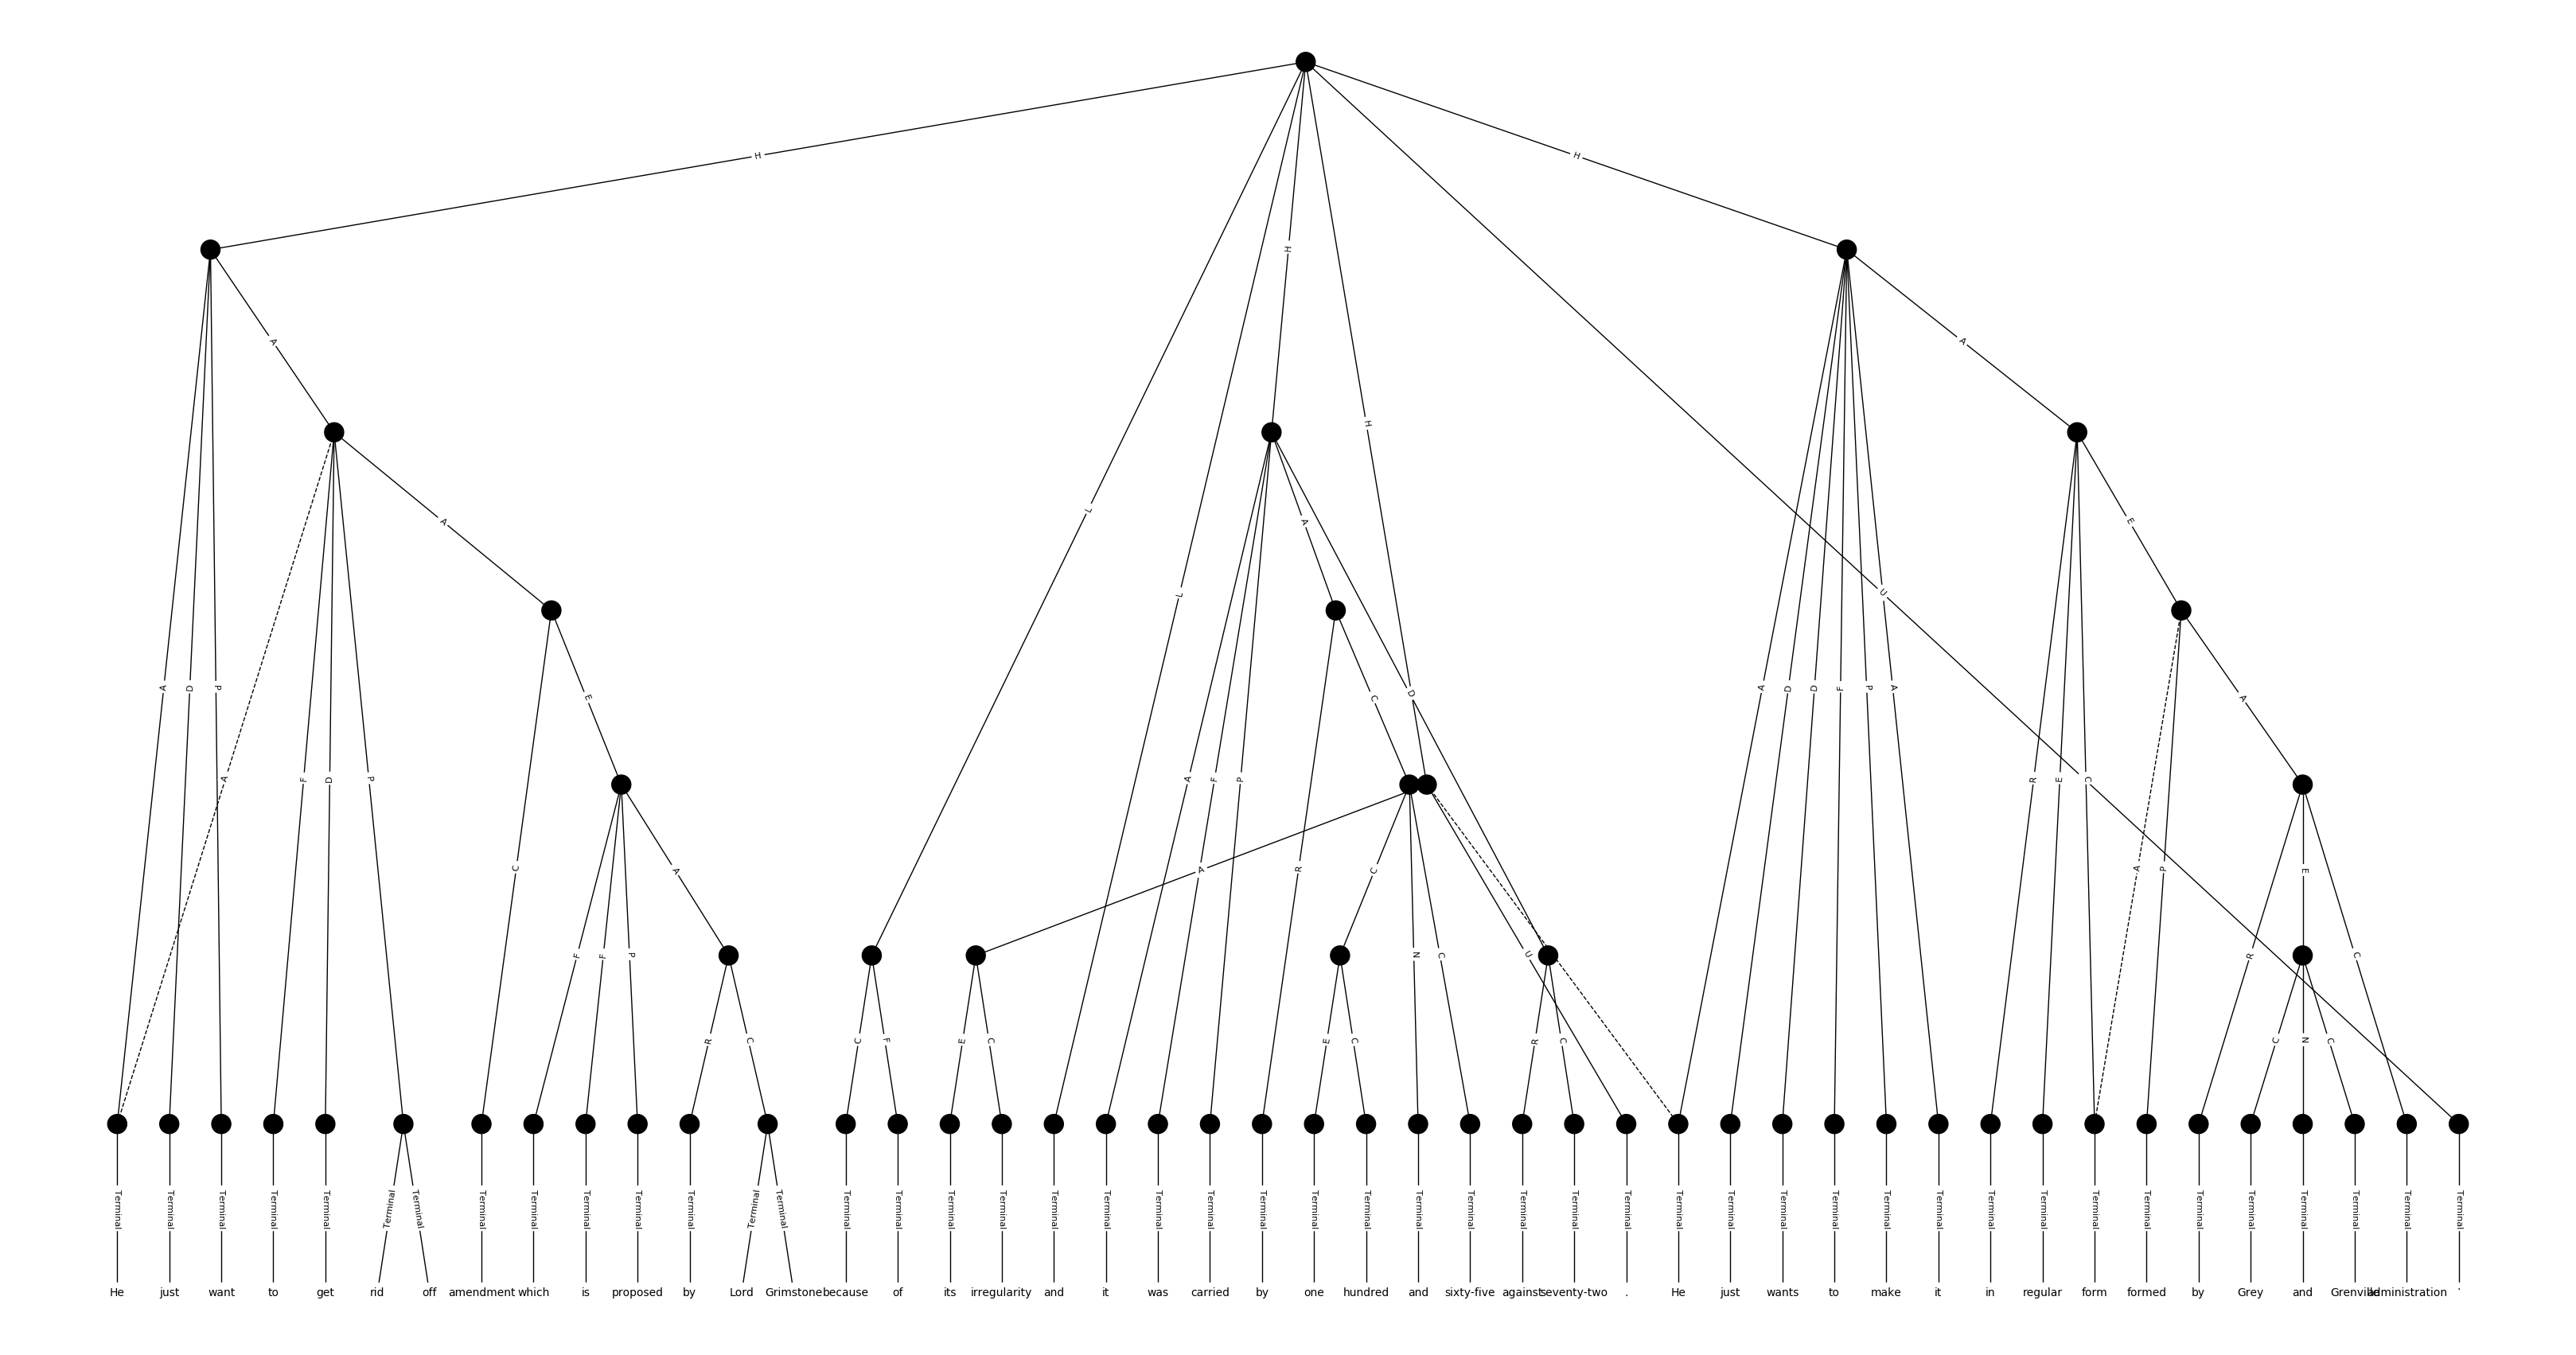 H H
H
A A
L H
A A E
L U
A D P A D D F P A C D
A F D P E A F P R E C
C A R C A P E
F F P N C U R C
R C C F E C E C R C C N C
Terminal Terminal Terminal Terminal Terminal Terminal Terminal Terminal Terminal Terminal Terminal Terminal Terminal Terminal Terminal Terminal Terminal Terminal Terminal Terminal Terminal Terminal Terminal Terminal Terminal Terminal Terminal Terminal Terminal Terminal Terminal Terminal Terminal Terminal Terminal Terminal Terminal Terminal Terminal Terminal Terminal Terminal Terminal Terminal Terminal Terminal
He just want to get rid off amendment which is proposed by Lord Grimstone because of its irregularity and it was carried by one hundred and sixty-five against seventy-two . He just wants to make it in regular form formed by Grey and Grenville administration .